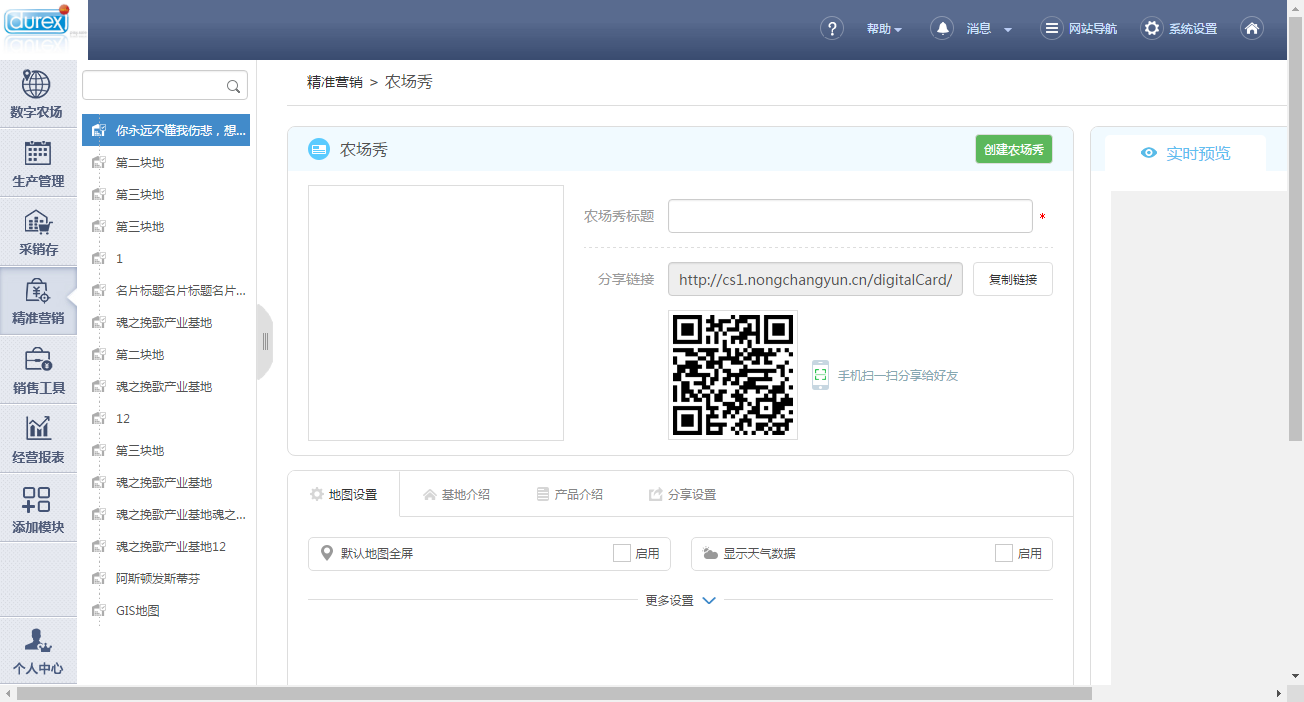 durex
帮助
消息
网站导航
系统设置
数字农场
生产管理
采销存
精准营销
销售工具
经营报表
添加模块
个人中心
你永远不懂我伤悲，想...
第二块地
第三块地
第三块地
1
名片标题名片标题名片...
魂之挽歌产业基地
第二块地
魂之挽歌产业基地
12
第三块地
魂之挽歌产业基地
魂之挽歌产业基地魂之...
魂之挽歌产业基地12
阿斯顿发斯蒂芬
GIS地图
精准营销 > 农场秀
农场秀
创建农场秀
农场秀标题 *
分享链接 http://cs1.nongchangyun.cn/digitalCard/ 复制链接
手机扫一扫分享给好友
地图设置 基地介绍 产品介绍 分享设置
默认地图全屏 启用 显示天气数据 启用
更多设置
实时预览